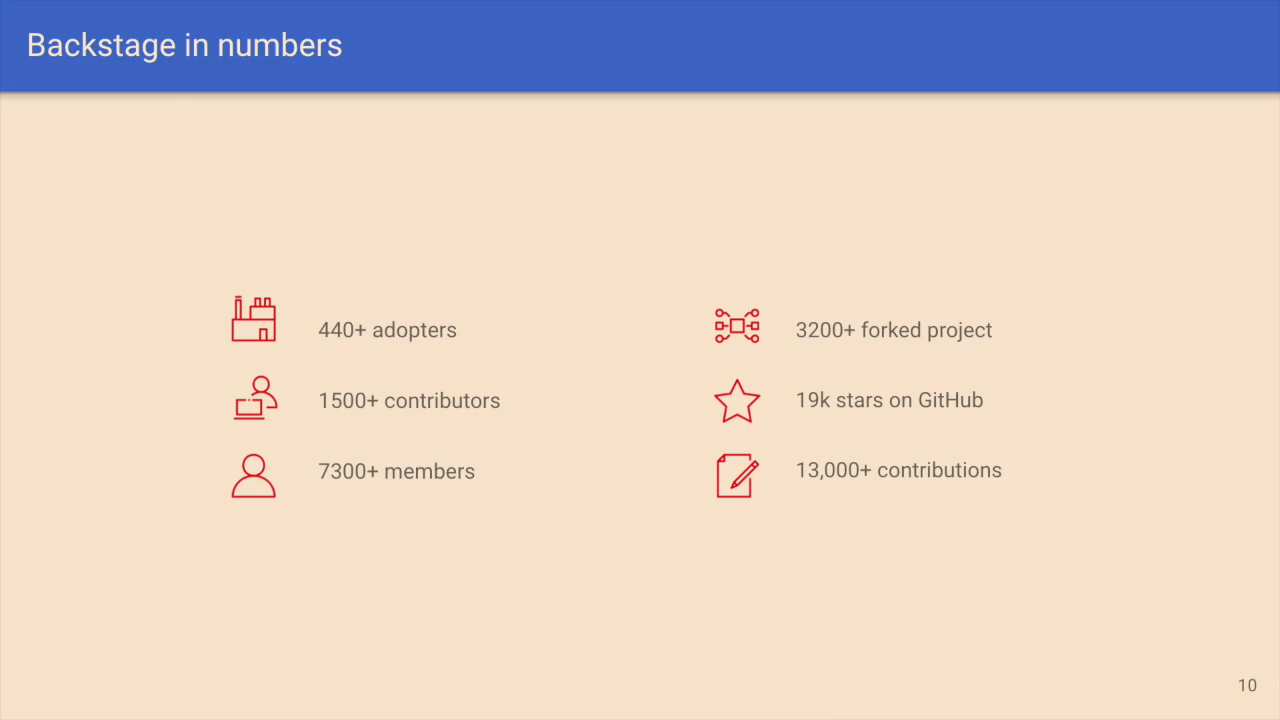 Backstage in numbers
440+ adopters
1500+ contributors
7300+ members
3200+ forked project
19k stars on GitHub
13,000+ contributions
10